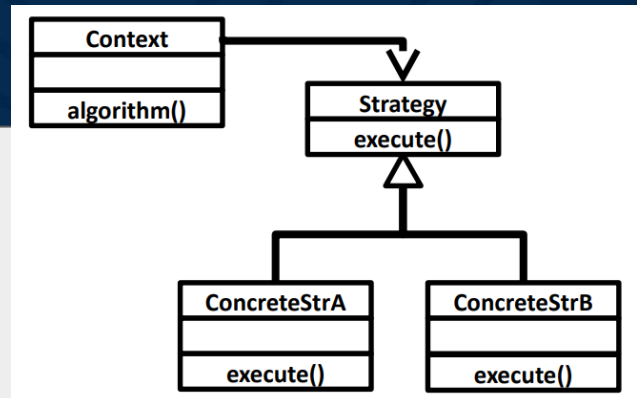 Context
algorithm()
Strategy
execute()
ConcreteStrA
execute()
ConcreteStrB
execute()